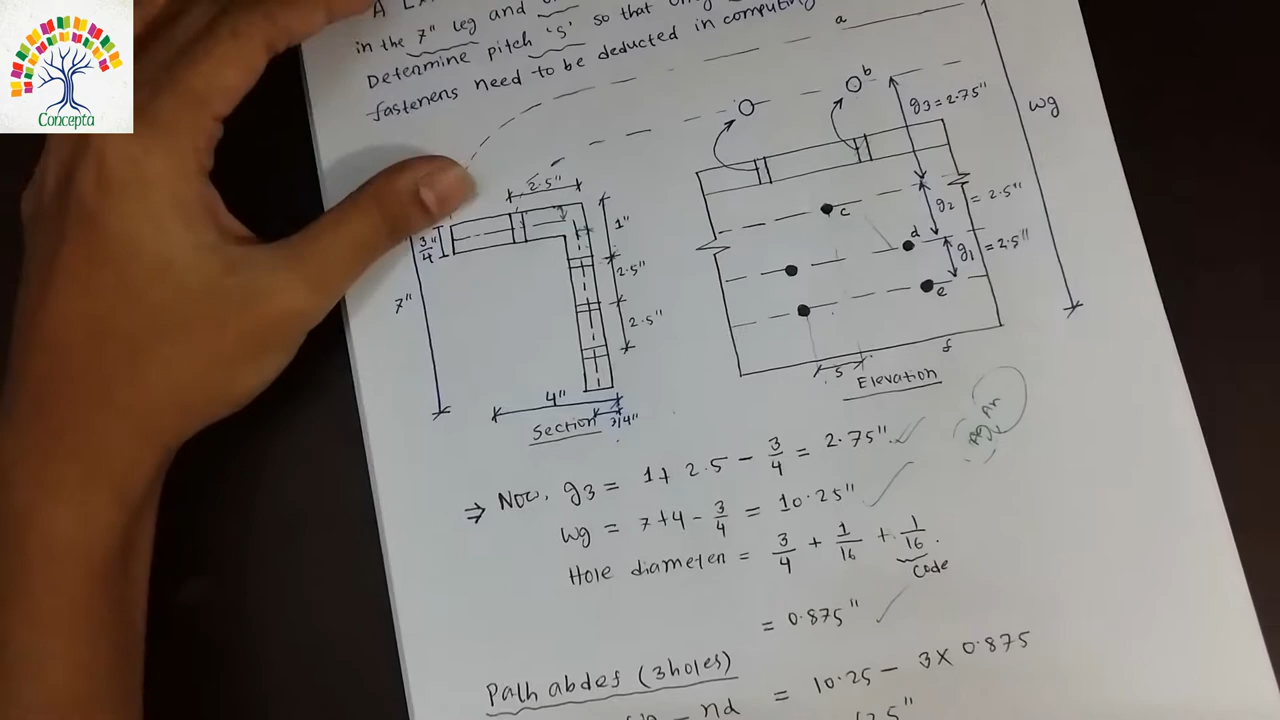 Concepta
in the 7" leg and
Determine pitch 's' so that
fasteners need to be deducted in computing
a
b
g3 = 2.75"
wg
2.5"
1"
3/4"
2.5"
7"
2.5"
4"
3/4"
Section
c
g2 = 2.5"
d
g1 = 2.5"
e
f
s
Elevation
Ag, An
⇒ Now, g3 = 1 + 2.5 - 3/4 = 2.75"
wg = 7+4 - 3/4 = 10.25"
Hole diameter = 3/4 + 1/16 + 1/16.
Code
= 0.875"
Path abdef (3holes)
- nd = 10.25 - 3 X 0.875